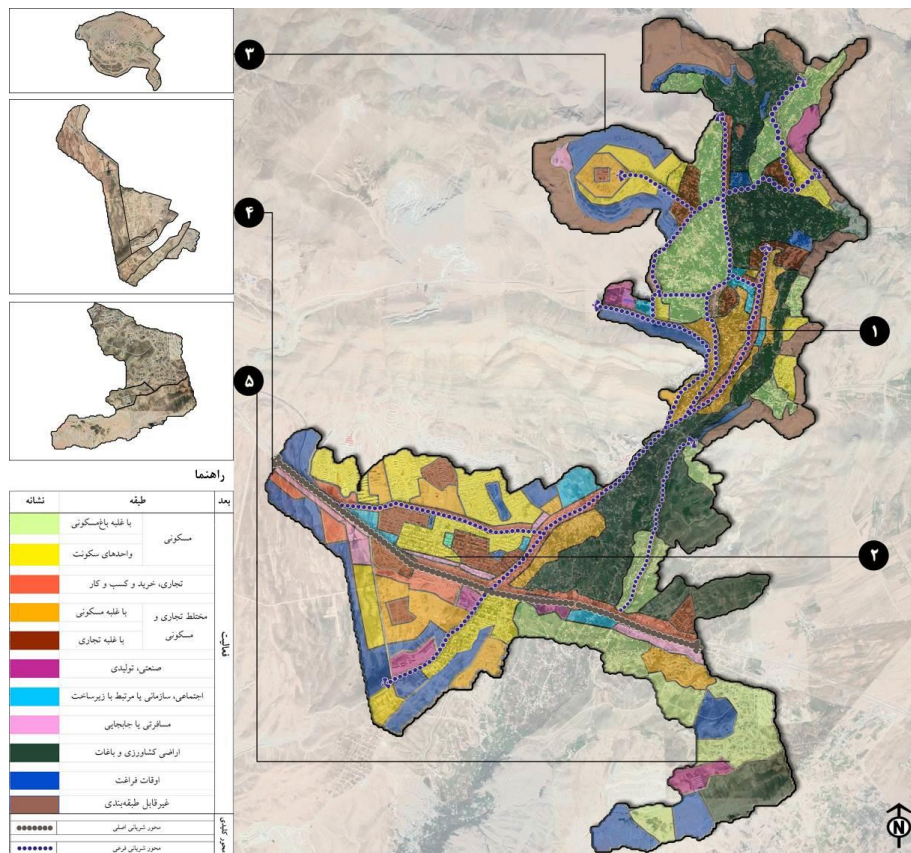 ۳
۴
۱
۵
۲
راهنما
بعد
طبقه
نشانه
فعالیت
مسکونی
با غلبه باغ‌مسکونی
واحدهای سکونت
تجاری، خرید و کسب و کار
مختلط تجاری و
مسکونی
با غلبه مسکونی
با غلبه تجاری
صنعتی، تولیدی
اجتماعی، سازمانی یا مرتبط با زیرساخت
مسافرتی یا جابجایی
اراضی کشاورزی و باغات
اوقات فراغت
غیرقابل طبقه‌بندی
محور کلیدی
محور شریانی اصلی
محور شریانی فرعی
N